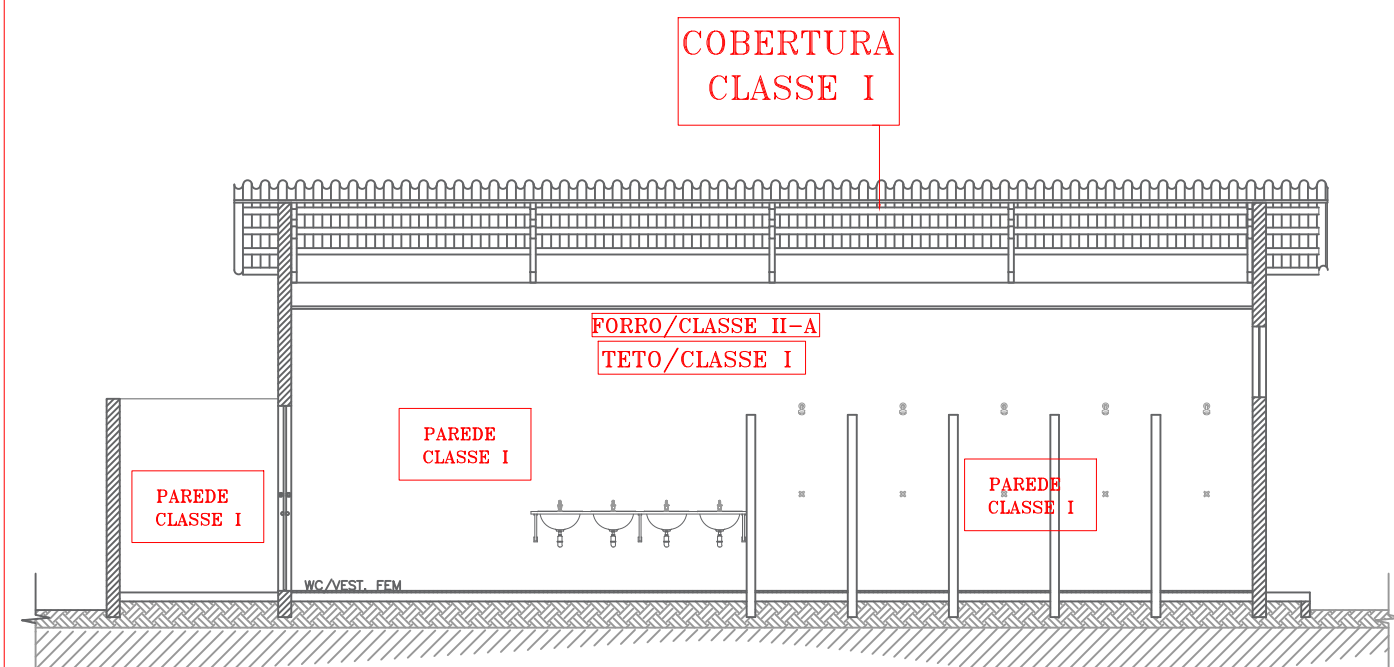 COBERTURA
CLASSE I
FORRO/CLASSE II-A
TETO/CLASSE I
PAREDE
CLASSE I
PAREDE
CLASSE I
PAREDE
CLASSE I
WC/VEST. FEM